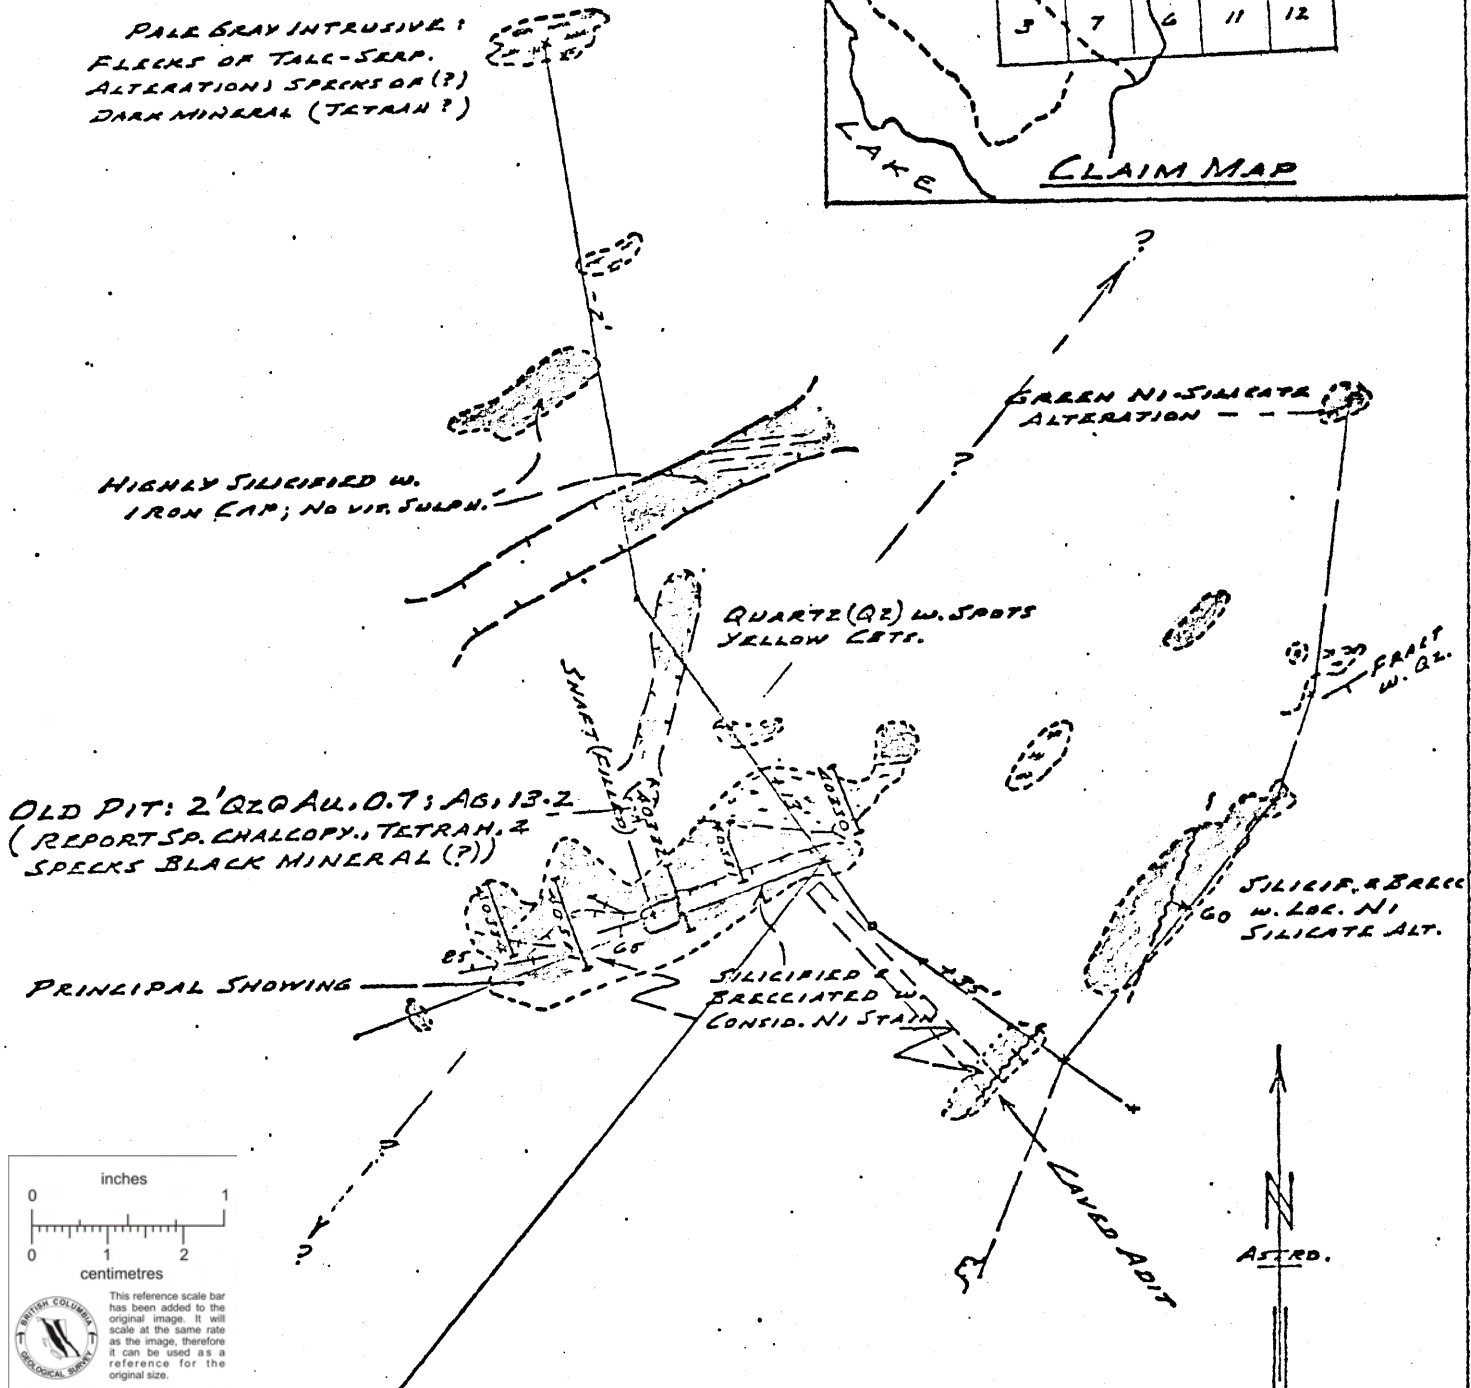 PALE GRAY INTRUSIVE:
FLECKS OF TALC-SERP.
ALTERATION; SPECKS OF (?)
DARK MINERAL (TETRAH?)
3 7 6 11 12
LAKE
CLAIM MAP
?
-2'
GREEN NI-SILICATE
ALTERATION
?
HIGHLY SILICIFIED W.
IRON CAP; NO VIS. SULPH.
QUARTZ (QZ) W. SPOTS
YELLOW CBTS.
FRACT
W. QZ.
SHAFT (FILLED)
OLD PIT: 2' QZ @ AU. 0.7; AG. 13.2
(REPORT SP. CHALCOPY., TETRAH. &
SPECKS BLACK MINERAL (?))
SILICIF. & BRECC
60 W. LOC. NI
SILICATE ALT.
85
65
PRINCIPAL SHOWING
SILICIFIED &
BRECCIATED W.
CONSID. NI STAIN
+35'
CAVED ADIT
?
?
N
ASTRO.
inches
0 1
0 1 2
centimetres
This reference scale bar
has been added to the
original image. It will
scale at the same rate
as the image, therefore
it can be used as a
reference for the
original size.
BRITISH COLUMBIA
GEOLOGICAL SURVEY